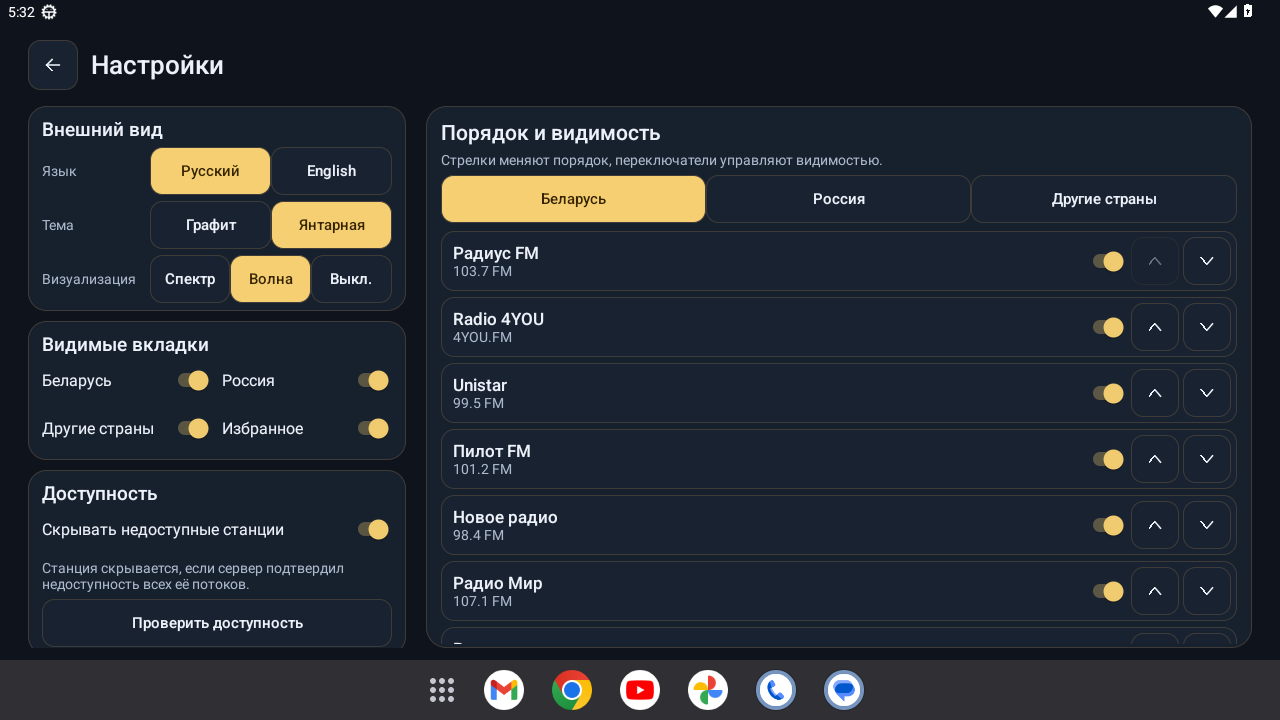 5:32
Настройки
Внешний вид
Язык
Русский
English
Тема
Графит
Янтарная
Визуализация
Спектр
Волна
Выкл.
Видимые вкладки
Беларусь
Россия
Другие страны
Избранное
Доступность
Скрывать недоступные станции
Станция скрывается, если сервер подтвердил
недоступность всех её потоков.
Проверить доступность
Порядок и видимость
Стрелки меняют порядок, переключатели управляют видимостью.
Беларусь
Россия
Другие страны
Радиус FM
103.7 FM
Radio 4YOU
4YOU.FM
Unistar
99.5 FM
Пилот FM
101.2 FM
Новое радио
98.4 FM
Радио Мир
107.1 FM